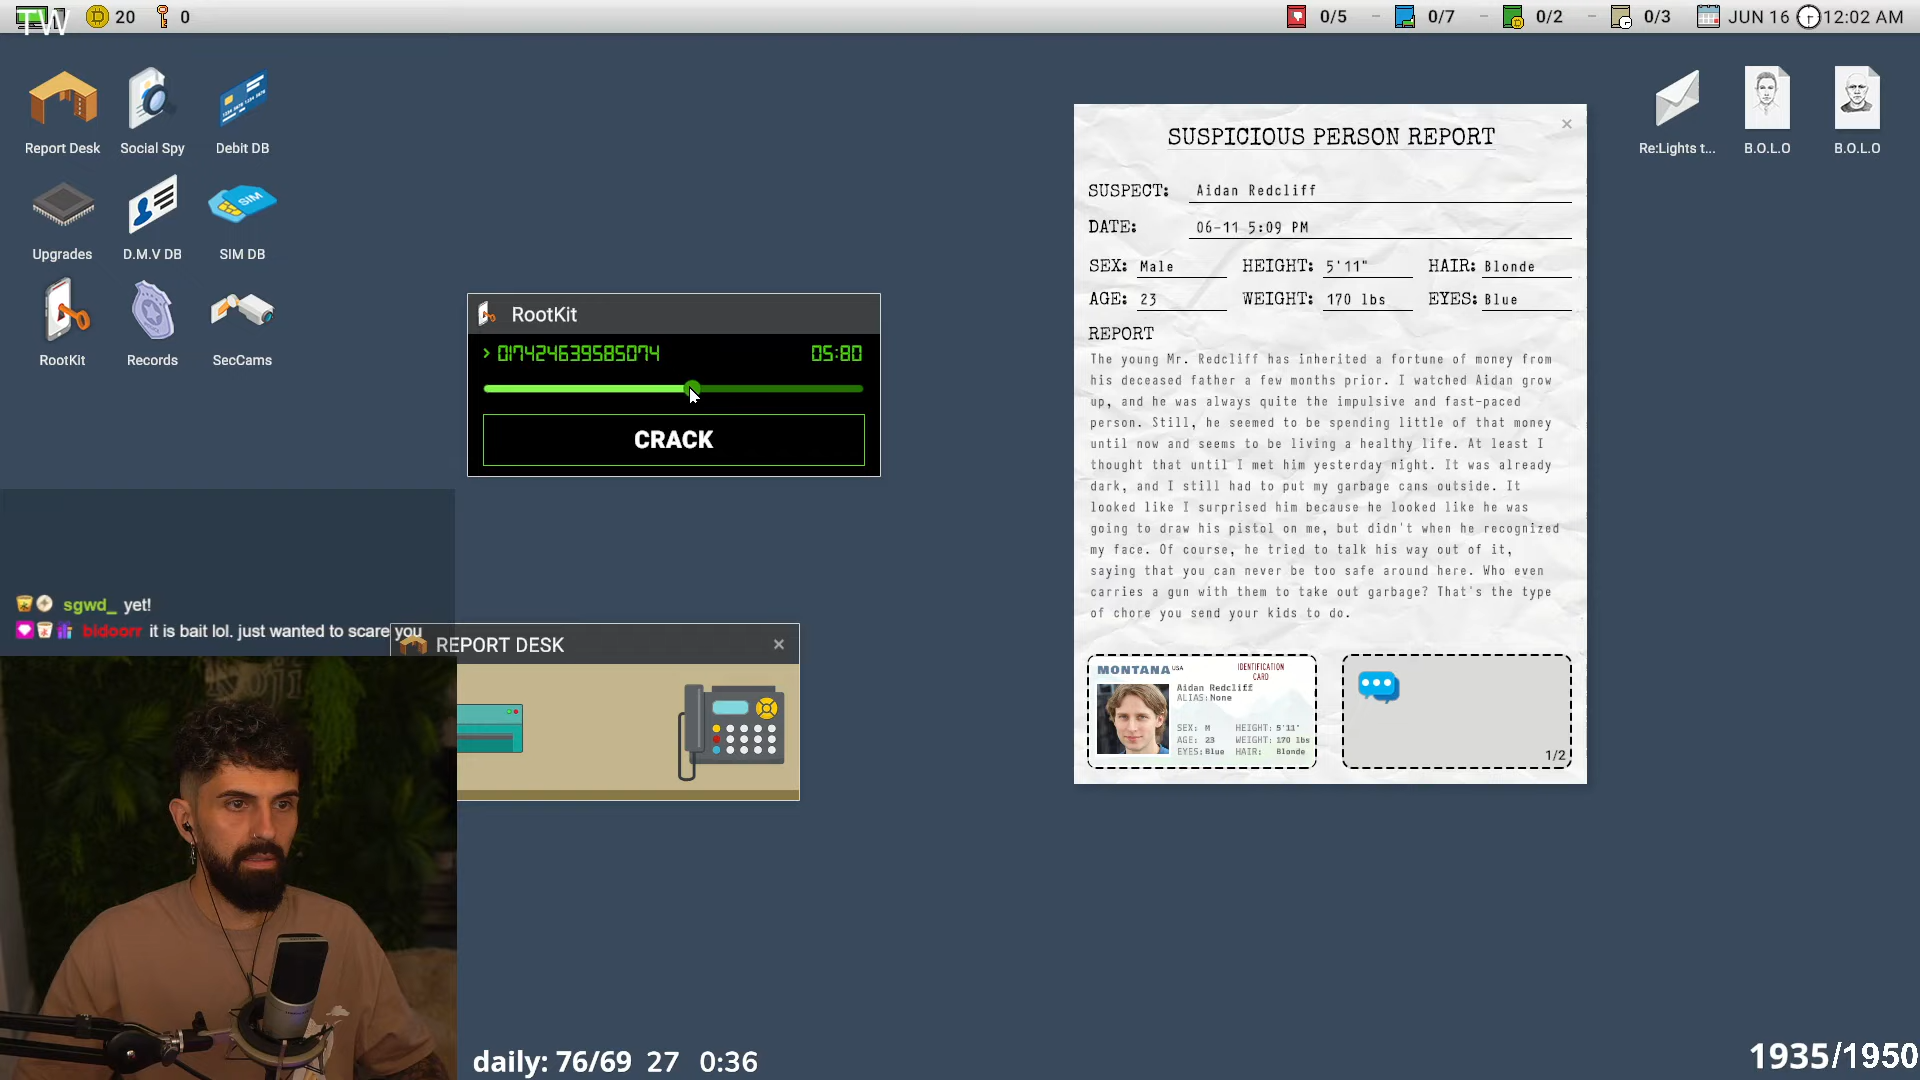 TW
20
0
0/5
0/7
0/2
0/3
JUN 16
12:02 AM
Report Desk
Social Spy
Debit DB
Upgrades
D.M.V DB
SIM DB
RootKit
Records
SecCams
Re:Lights t...
B.O.L.O
B.O.L.O
RootKit
> 017424639585074
05:80
CRACK
SUSPICIOUS PERSON REPORT
SUSPECT: Aidan Redcliff
DATE: 06-11 5:09 PM
SEX: Male HEIGHT: 5'11" HAIR: Blonde
AGE: 23 WEIGHT: 170 lbs EYES: Blue
REPORT
The young Mr. Redcliff has inherited a fortune of money from
his deceased father a few months prior. I watched Aidan grow
up, and he was always quite the impulsive and fast-paced
person. Still, he seemed to be spending little of that money
until now and seems to be living a healthy life. At least I
thought that until I met him yesterday night. It was already
dark, and I still had to put my garbage cans outside. It
looked like I surprised him because he looked like he was
going to draw his pistol on me, but didn't when he recognized
my face. Of course, he tried to talk his way out of it,
saying that you can never be too safe around here. Who even
carries a gun with them to take out garbage? That's the type
of chore you send your kids to do.
MONTANA USA IDENTIFICATION
CARD
Aidan Redcliff
ALIAS: None
SEX: M HEIGHT: 5'11"
AGE: 23 WEIGHT: 170 lbs
EYES: Blue HAIR: Blonde
1/2
sgwd_ yet!
bidoorr it is bait lol. just wanted to scare you
REPORT DESK
daily: 76/69 27 0:36
1935/1950